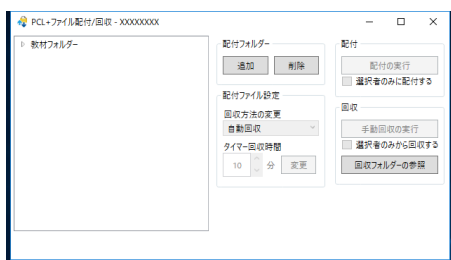 PCL+ファイル配付/回収 - XXXXXXXX
教材フォルダー
配付フォルダー
追加
削除
配付ファイル設定
回収方法の変更
自動回収
タイマー回収時間
10
分
変更
配付
配付の実行
選択者のみに配付する
回収
手動回収の実行
選択者のみから回収する
回収フォルダーの参照